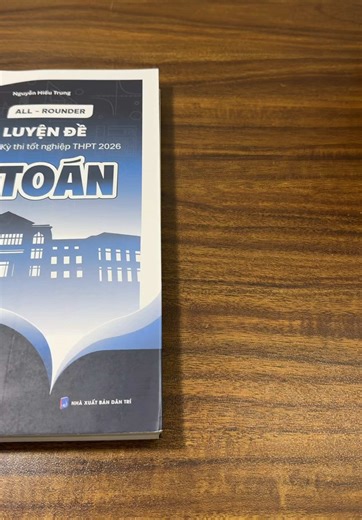 Nguyễn Hiếu Trung
ALL – ROUNDER
LUYỆN ĐỀ
Kỳ thi tốt nghiệp THPT 2026
TOÁN
NHÀ XUẤT BẢN DÂN TRÍ